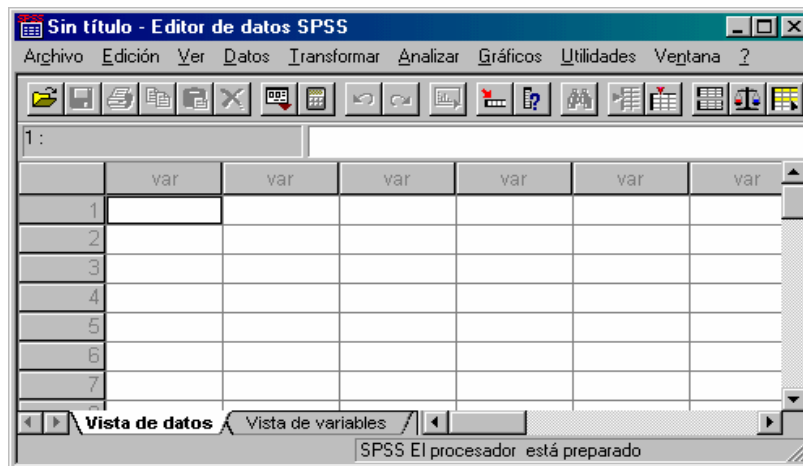 Sin título - Editor de datos SPSS
Archivo Edición Ver Datos Transformar Analizar Gráficos Utilidades Ventana ?
1 :
var var var var var var
1
2
3
4
5
6
7
Vista de datos Vista de variables
SPSS El procesador está preparado